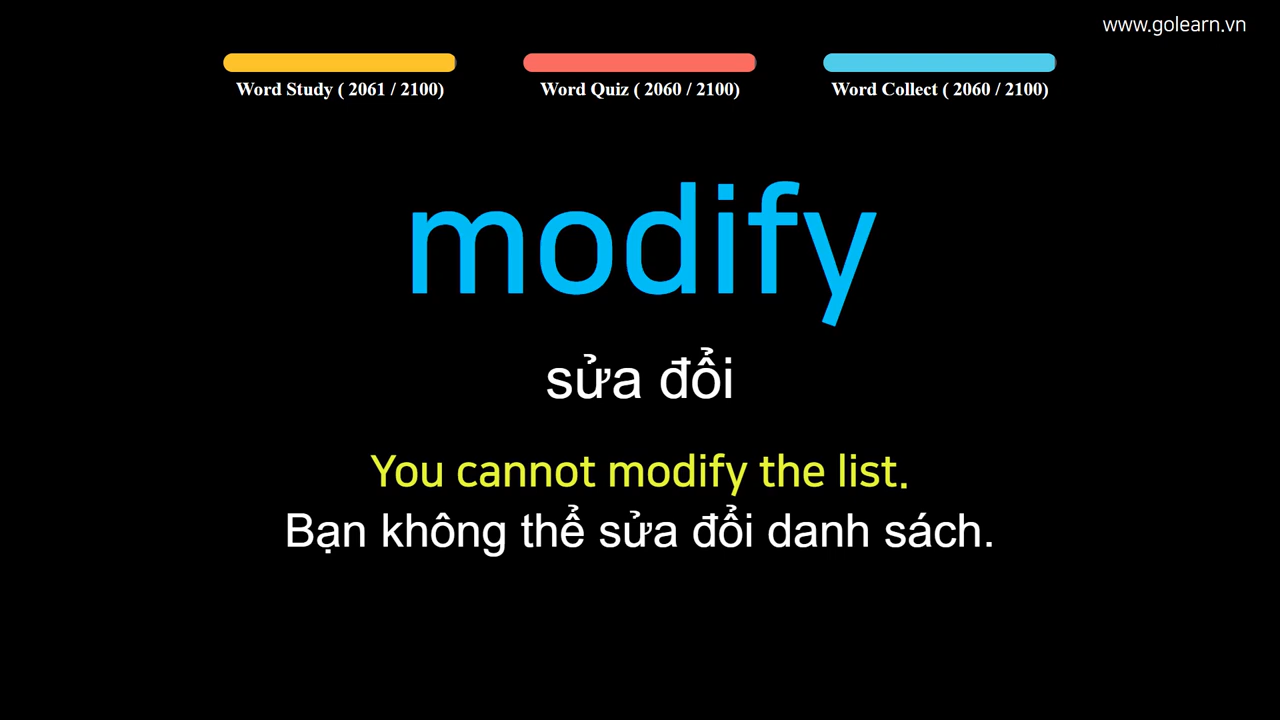 www.golearn.vn
Word Study ( 2061 / 2100)
Word Quiz ( 2060 / 2100)
Word Collect ( 2060 / 2100)
modify
sửa đổi
You cannot modify the list.
Bạn không thể sửa đổi danh sách.